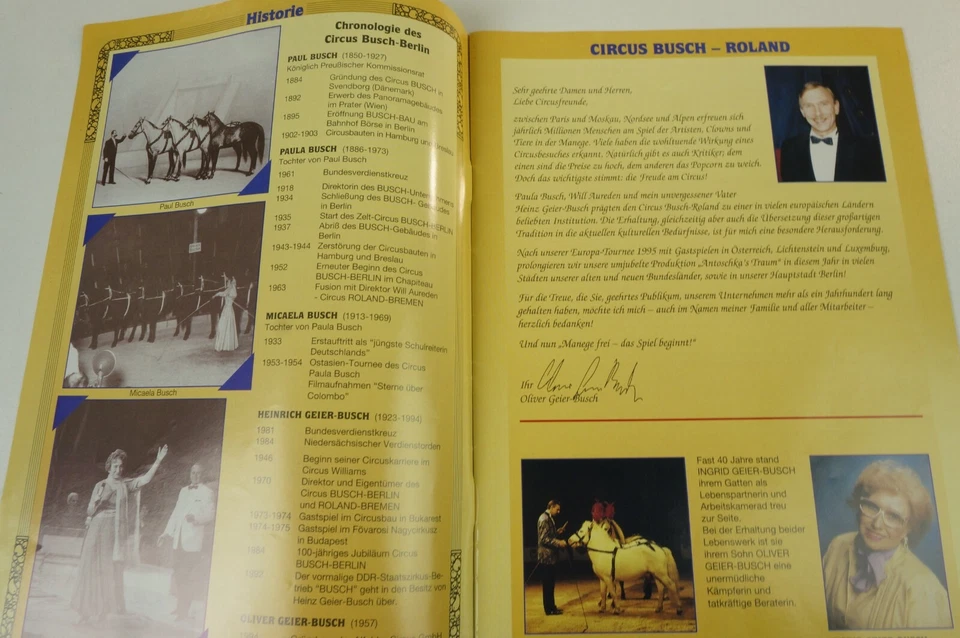 Historie
Chronologie des
Circus Busch-Berlin
PAUL BUSCH (1850-1927)
Königlich Preußischer Kommissionsrat
1884 Gründung des Circus BUSCH in
Svendborg (Dänemark)
1892 Erwerb des Panoramagebäudes
im Prater (Wien)
1895 Eröffnung BUSCH-BAU am
Bahnhof Börse in Berlin
1902-1903 Circusbauten in Hamburg und Breslau
PAULA BUSCH (1886-1973)
Tochter von Paul Busch
1961 Bundesverdienstkreuz
1918 Direktorin des BUSCH-Unternehmens
1934 Schließung des BUSCH-Gebäudes
in Berlin
1935 Start des Zelt-Circus BUSCH-BERLIN
1937 Abriß des BUSCH-Gebäudes in
Berlin
1943-1944 Zerstörung der Circusbauten in
Hamburg und Breslau
1952 Erneuter Beginn des Circus
BUSCH-BERLIN im Chapiteau
1963 Fusion mit Direktor Will Aureden
- Circus ROLAND-BREMEN
MICAELA BUSCH (1913-1969)
Tochter von Paula Busch
1933 Erstauftritt als "jüngste Schulreiterin
Deutschlands"
1953-1954 Ostasien-Tournee des Circus
Paula Busch
Filmaufnahmen "Sterne über
Colombo"
HEINRICH GEIER-BUSCH (1923-1994)
1981 Bundesverdienstkreuz
1984 Niedersächsischer Verdienstorden
1946 Beginn seiner Circuskarriere im
Circus Williams
1970 Direktor und Eigentümer des
Circus BUSCH-BERLIN
und ROLAND-BREMEN
1973-1974 Gastspiel im Circusbau in Bukarest
1974-1975 Gastspiel im Fövarosi Nagycirkusz
in Budapest
1984 100-jähriges Jubiläum Circus
BUSCH-BERLIN
Der vormalige DDR-Staatszirkus-Be-
trieb "BUSCH" geht in den Besitz von
Heinz Geier-Busch über.
OLIVER GEIER-BUSCH (1957)
Paul Busch
Micaela Busch
CIRCUS BUSCH – ROLAND
Sehr geehrte Damen und Herren,
Liebe Circusfreunde,
zwischen Paris und Moskau, Nordsee und Alpen erfreuen sich
jährlich Millionen Menschen am Spiel der Artisten, Clowns und
Tiere in der Manege. Viele haben die wohltuende Wirkung eines
Circusbesuches erkannt. Natürlich gibt es auch Kritiker; dem
einen sind die Preise zu hoch, dem anderen das Popcorn zu weich.
Doch das wichtigste stimmt: die Freude am Circus!
Paula Busch, Will Aureden und mein unvergessener Vater
Heinz Geier-Busch prägten den Circus Busch-Roland zu einer in vielen europäischen Ländern
beliebten Institution. Die Erhaltung, gleichzeitig aber auch die Übersetzung dieser großartigen
Tradition in die aktuellen kulturellen Bedürfnisse, ist für mich eine besondere Herausforderung.
Nach unserer Europa-Tournee 1995 mit Gastspielen in Österreich, Lichtenstein und Luxemburg,
prolongieren wir unsere umjubelte Produktion „Antoschka's Traum" in diesem Jahr in vielen
Städten unserer alten und neuen Bundesländer, sowie in unserer Hauptstadt Berlin!
Für die Treue, die Sie, geehrtes Publikum, unserem Unternehmen mehr als ein Jahrhundert lang
gehalten haben, möchte ich mich – auch im Namen meiner Familie und aller Mitarbeiter –
herzlich bedanken!
Und nun „Manege frei – das Spiel beginnt!"
Ihr
Oliver Geier-Busch
Fast 40 Jahre stand
INGRID GEIER-BUSCH
ihrem Gatten als
Lebenspartnerin und
Arbeitskamerad treu
zur Seite.
Bei der Erhaltung beider
Lebenswerk ist sie
ihrem Sohn OLIVER
GEIER-BUSCH eine
unermüdliche
Kämpferin und
tatkräftige Beraterin.